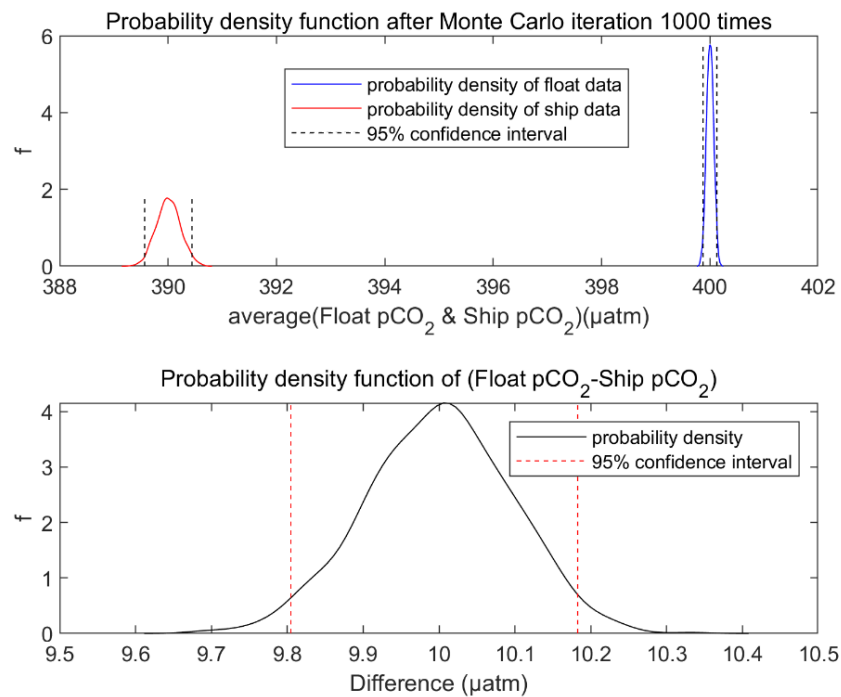 Probability density function after Monte Carlo iteration 1000 times
6
4
2
0
f
probability density of float data
probability density of ship data
95% confidence interval
388 390 392 394 396 398 400 402
average(Float pCO₂ & Ship pCO₂)(µatm)
Probability density function of (Float pCO₂-Ship pCO₂)
4
3
2
1
0
f
probability density
95% confidence interval
9.5 9.6 9.7 9.8 9.9 10 10.1 10.2 10.3 10.4 10.5
Difference (µatm)